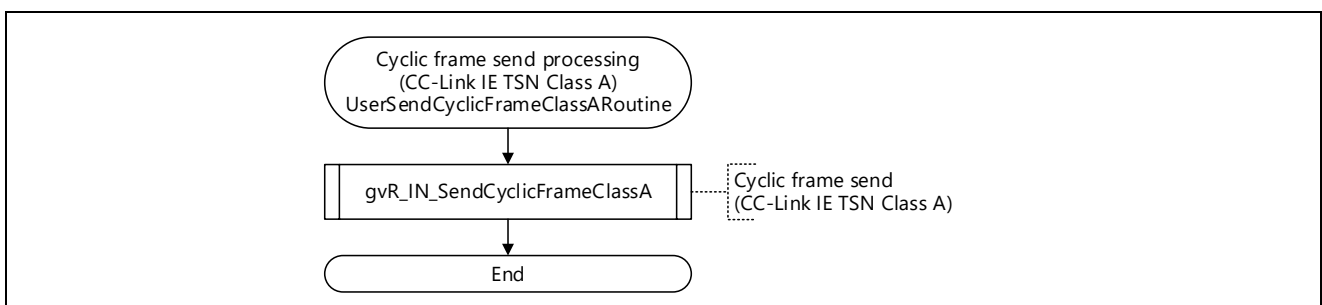 Cyclic frame send processing
(CC-Link IE TSN Class A)
UserSendCyclicFrameClassARoutine
gvR_IN_SendCyclicFrameClassA
Cyclic frame send
(CC-Link IE TSN Class A)
End